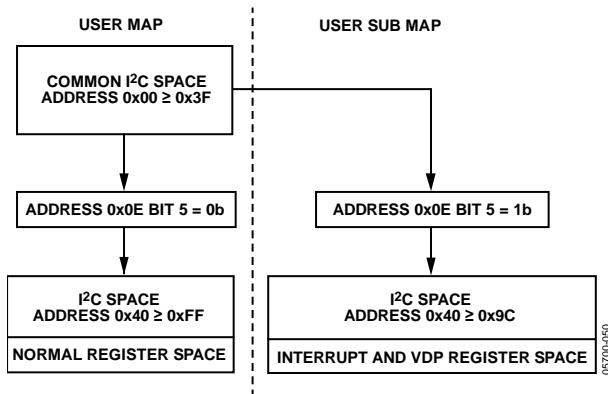 USER MAP
USER SUB MAP
COMMON I²C SPACE
ADDRESS 0x00 ≥ 0x3F
ADDRESS 0x0E BIT 5 = 0b
ADDRESS 0x0E BIT 5 = 1b
I²C SPACE
ADDRESS 0x40 ≥ 0xFF
NORMAL REGISTER SPACE
I²C SPACE
ADDRESS 0x40 ≥ 0x9C
INTERRUPT AND VDP REGISTER SPACE
05700-050